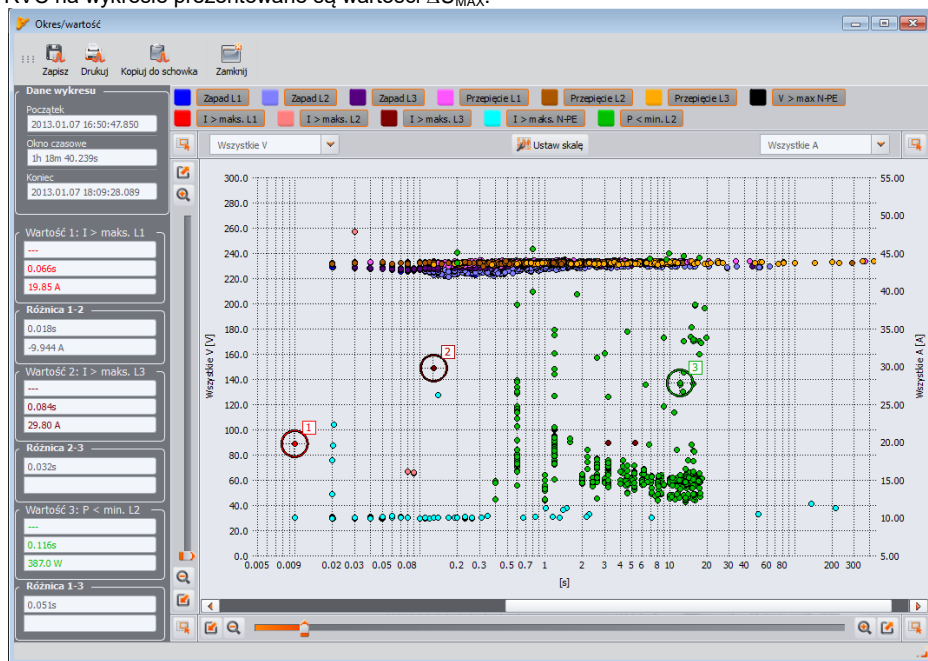 RVC na wykresie prezentowane są wartości ΔU_MAX.
Okres/wartość
Zapisz Drukuj Kopiuj do schowka Zamknij
Dane wykresu
Początek
2013.01.07 16:50:47.850
Okno czasowe
1h 18m 40.239s
Koniec
2013.01.07 18:09:28.089
Wartość 1: I > maks. L1
---
0.066s
19.85 A
Różnica 1-2
0.018s
-9.944 A
Wartość 2: I > maks. L3
---
0.084s
29.80 A
Różnica 2-3
0.032s
Wartość 3: P < min. L2
---
0.116s
387.0 W
Różnica 1-3
0.051s
Zapad L1 Zapad L2 Zapad L3 Przepięcie L1 Przepięcie L2 Przepięcie L3 V > max N-PE
I > maks. L1 I > maks. L2 I > maks. L3 I > maks. N-PE P < min. L2
Wszystkie V Ustaw skalę Wszystkie A
300.0 55.00
280.0
260.0 50.00
240.0 45.00
220.0
200.0 40.00
180.0 35.00
160.0
140.0 30.00
120.0 25.00
100.0
80.0 20.00
60.0 15.00
40.0
20.0 10.00
0.0 5.00
Wszystkie V [V]
Wszystkie A [A]
1
2
3
0.005 0.009 0.02 0.03 0.05 0.08 0.2 0.3 0.5 0.7 1 2 3 4 5 6 8 10 20 30 40 60 80 200 300
[s]